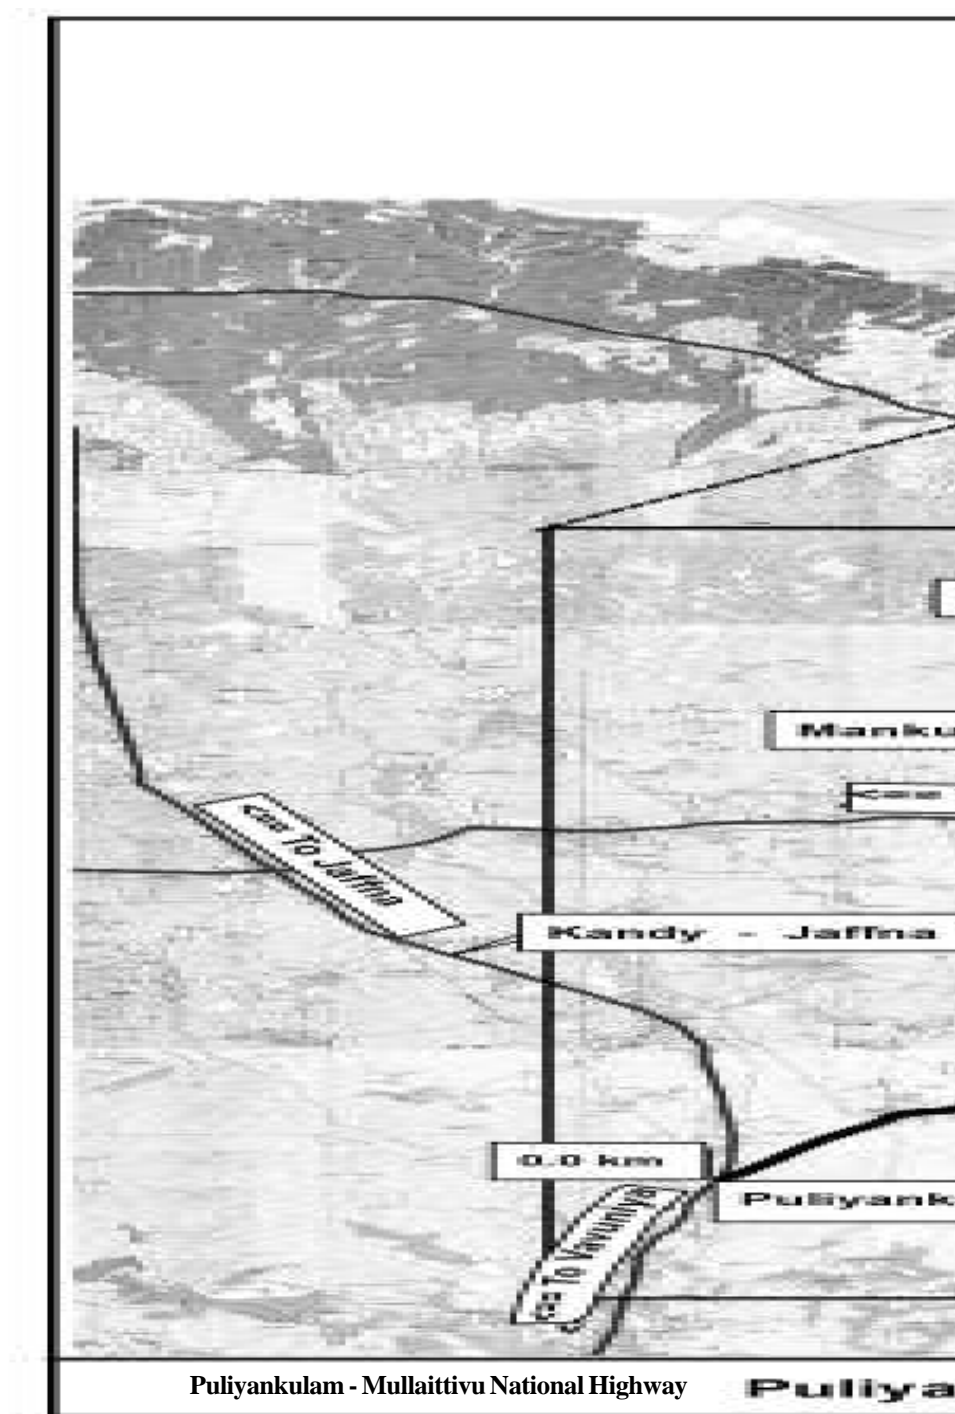 Manku
<== To Jaffna
Kandy - Jaffna
0.0 km
Puliyank
To Vavuniya
Puliyankulam - Mullaittivu National Highway
Puliya